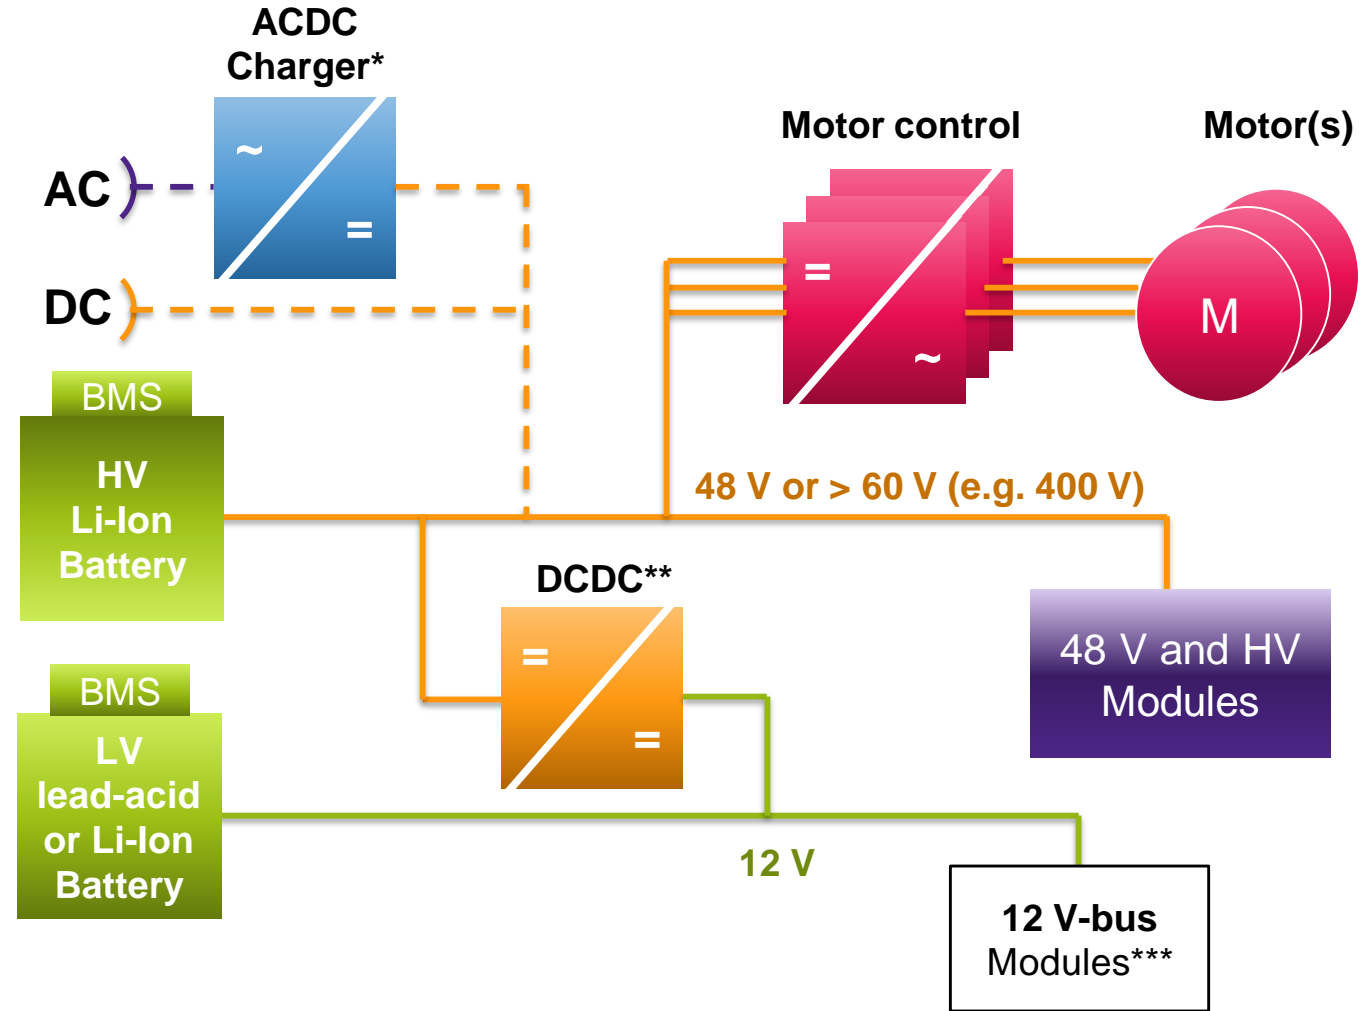 ACDC
Charger*
~
=
AC
DC
Motor control
Motor(s)
=
~
M
BMS
HV
Li-Ion
Battery
48 V or > 60 V (e.g. 400 V)
DCDC**
=
=
48 V and HV
Modules
BMS
LV
lead-acid
or Li-Ion
Battery
12 V
12 V-bus
Modules***